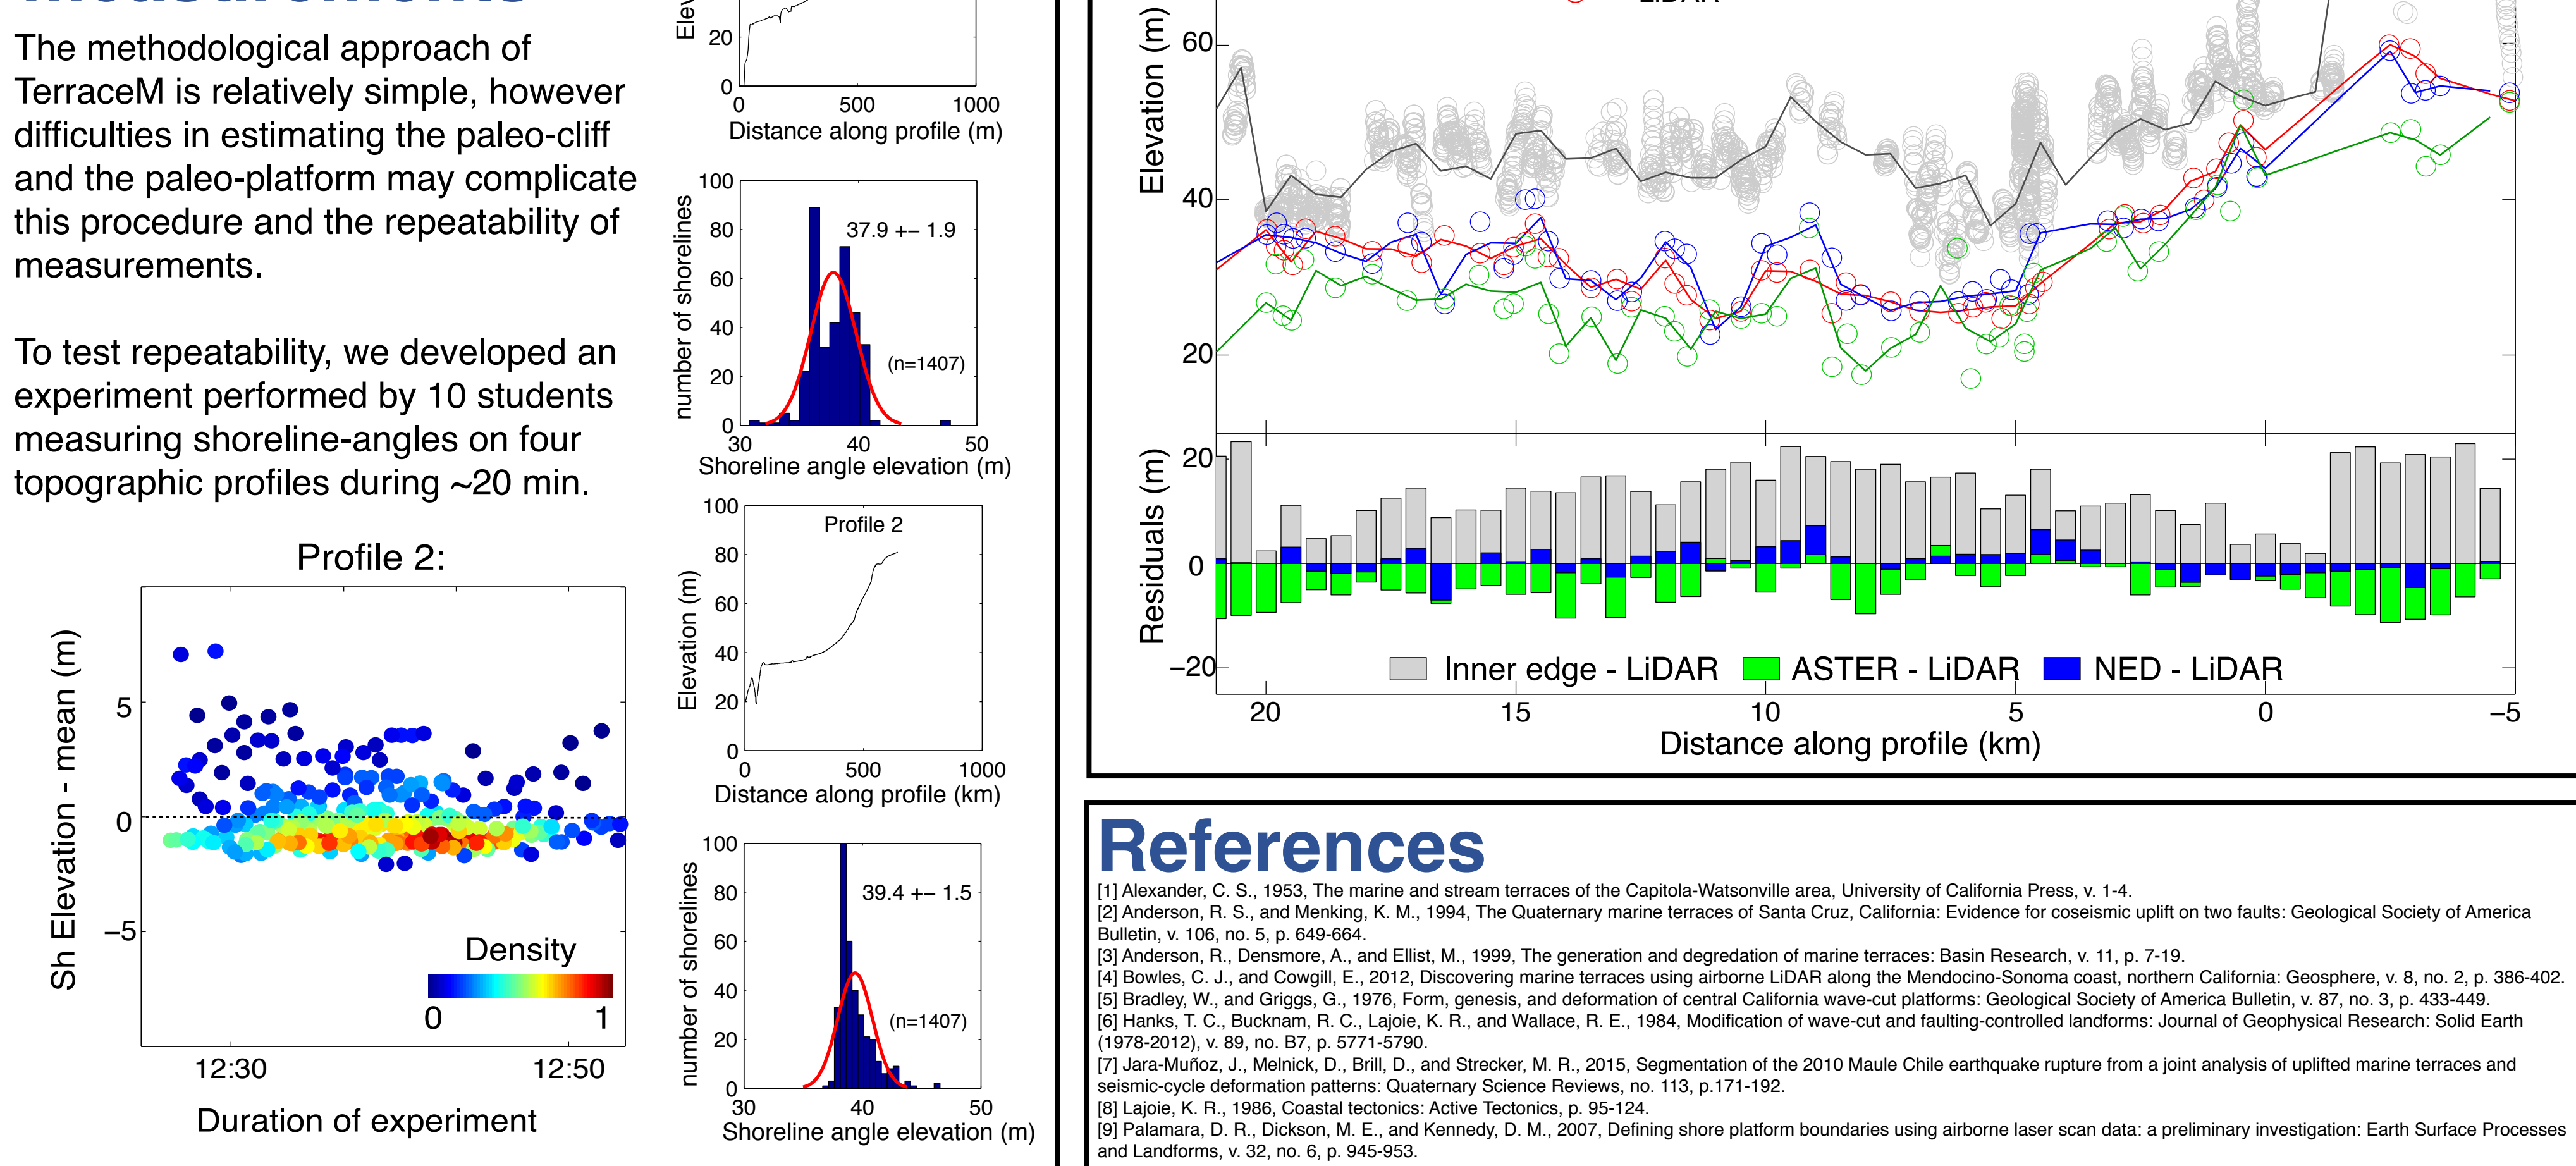 Measurements
The methodological approach of
TerraceM is relatively simple, however
difficulties in estimating the paleo-cliff
and the paleo-platform may complicate
this procedure and the repeatability of
measurements.
To test repeatability, we developed an
experiment performed by 10 students
measuring shoreline-angles on four
topographic profiles during ~20 min.
Profile 2:
Sh Elevation - mean (m)
5
0
−5
Density
0 1
12:30 12:50
Duration of experiment
Elev
20
0
0 500 1000
Distance along profile (m)
number of shorelines
100
80
60
40
20
0
37.9 +− 1.9
(n=1407)
30 40 50
Shoreline angle elevation (m)
Elevation (m)
100
80
60
40
20
0
Profile 2
0 500 1000
Distance along profile (km)
number of shorelines
100
80
60
40
20
0
39.4 +− 1.5
(n=1407)
30 40 50
Shoreline angle elevation (m)
LiDAR
Elevation (m)
60
40
20
Residuals (m)
20
0
−20
Inner edge - LiDAR ASTER - LiDAR NED - LiDAR
20 15 10 5 0 −5
Distance along profile (km)
References
[1] Alexander, C. S., 1953, The marine and stream terraces of the Capitola-Watsonville area, University of California Press, v. 1-4.
[2] Anderson, R. S., and Menking, K. M., 1994, The Quaternary marine terraces of Santa Cruz, California: Evidence for coseismic uplift on two faults: Geological Society of America
Bulletin, v. 106, no. 5, p. 649-664.
[3] Anderson, R., Densmore, A., and Ellist, M., 1999, The generation and degredation of marine terraces: Basin Research, v. 11, p. 7-19.
[4] Bowles, C. J., and Cowgill, E., 2012, Discovering marine terraces using airborne LiDAR along the Mendocino-Sonoma coast, northern California: Geosphere, v. 8, no. 2, p. 386-402.
[5] Bradley, W., and Griggs, G., 1976, Form, genesis, and deformation of central California wave-cut platforms: Geological Society of America Bulletin, v. 87, no. 3, p. 433-449.
[6] Hanks, T. C., Bucknam, R. C., Lajoie, K. R., and Wallace, R. E., 1984, Modification of wave-cut and faulting-controlled landforms: Journal of Geophysical Research: Solid Earth
(1978-2012), v. 89, no. B7, p. 5771-5790.
[7] Jara-Muñoz, J., Melnick, D., Brill, D., and Strecker, M. R., 2015, Segmentation of the 2010 Maule Chile earthquake rupture from a joint analysis of uplifted marine terraces and
seismic-cycle deformation patterns: Quaternary Science Reviews, no. 113, p.171-192.
[8] Lajoie, K. R., 1986, Coastal tectonics: Active Tectonics, p. 95-124.
[9] Palamara, D. R., Dickson, M. E., and Kennedy, D. M., 2007, Defining shore platform boundaries using airborne laser scan data: a preliminary investigation: Earth Surface Processes
and Landforms, v. 32, no. 6, p. 945-953.